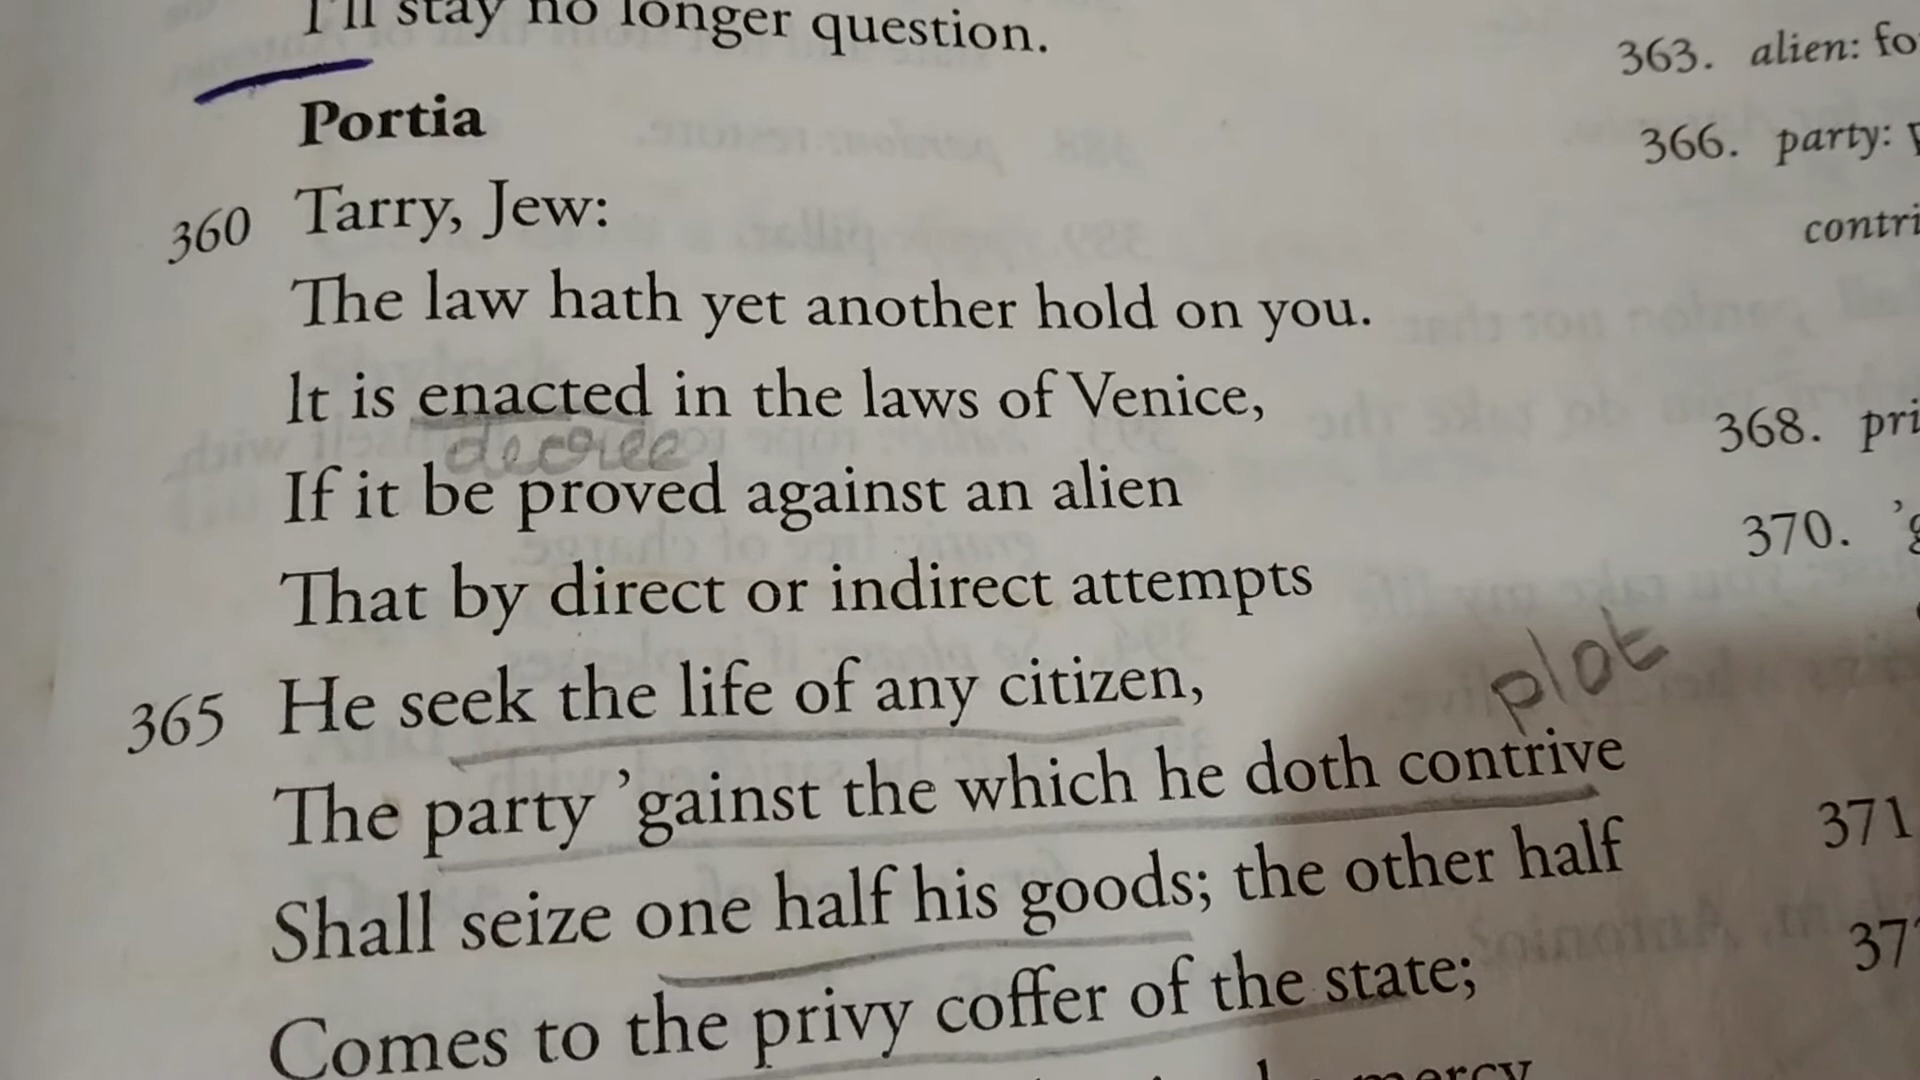 I'll stay no longer question.
Portia
360 Tarry, Jew:
The law hath yet another hold on you.
It is enacted in the laws of Venice,
decree
If it be proved against an alien
That by direct or indirect attempts
365 He seek the life of any citizen,
plot
The party 'gainst the which he doth contrive
Shall seize one half his goods; the other half
Comes to the privy coffer of the state;
mercy
363. alien: fo
366. party:
contri
368. pri
370. 'g
371
37